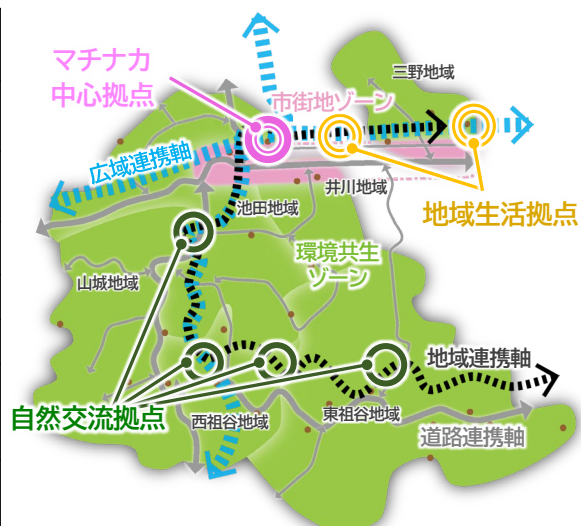 マチナカ
中心拠点
三野地域
市街地ゾーン
広域連携軸
井川地域
池田地域
地域生活拠点
環境共生
ゾーン
山城地域
地域連携軸
自然交流拠点
西祖谷地域
東祖谷地域
道路連携軸